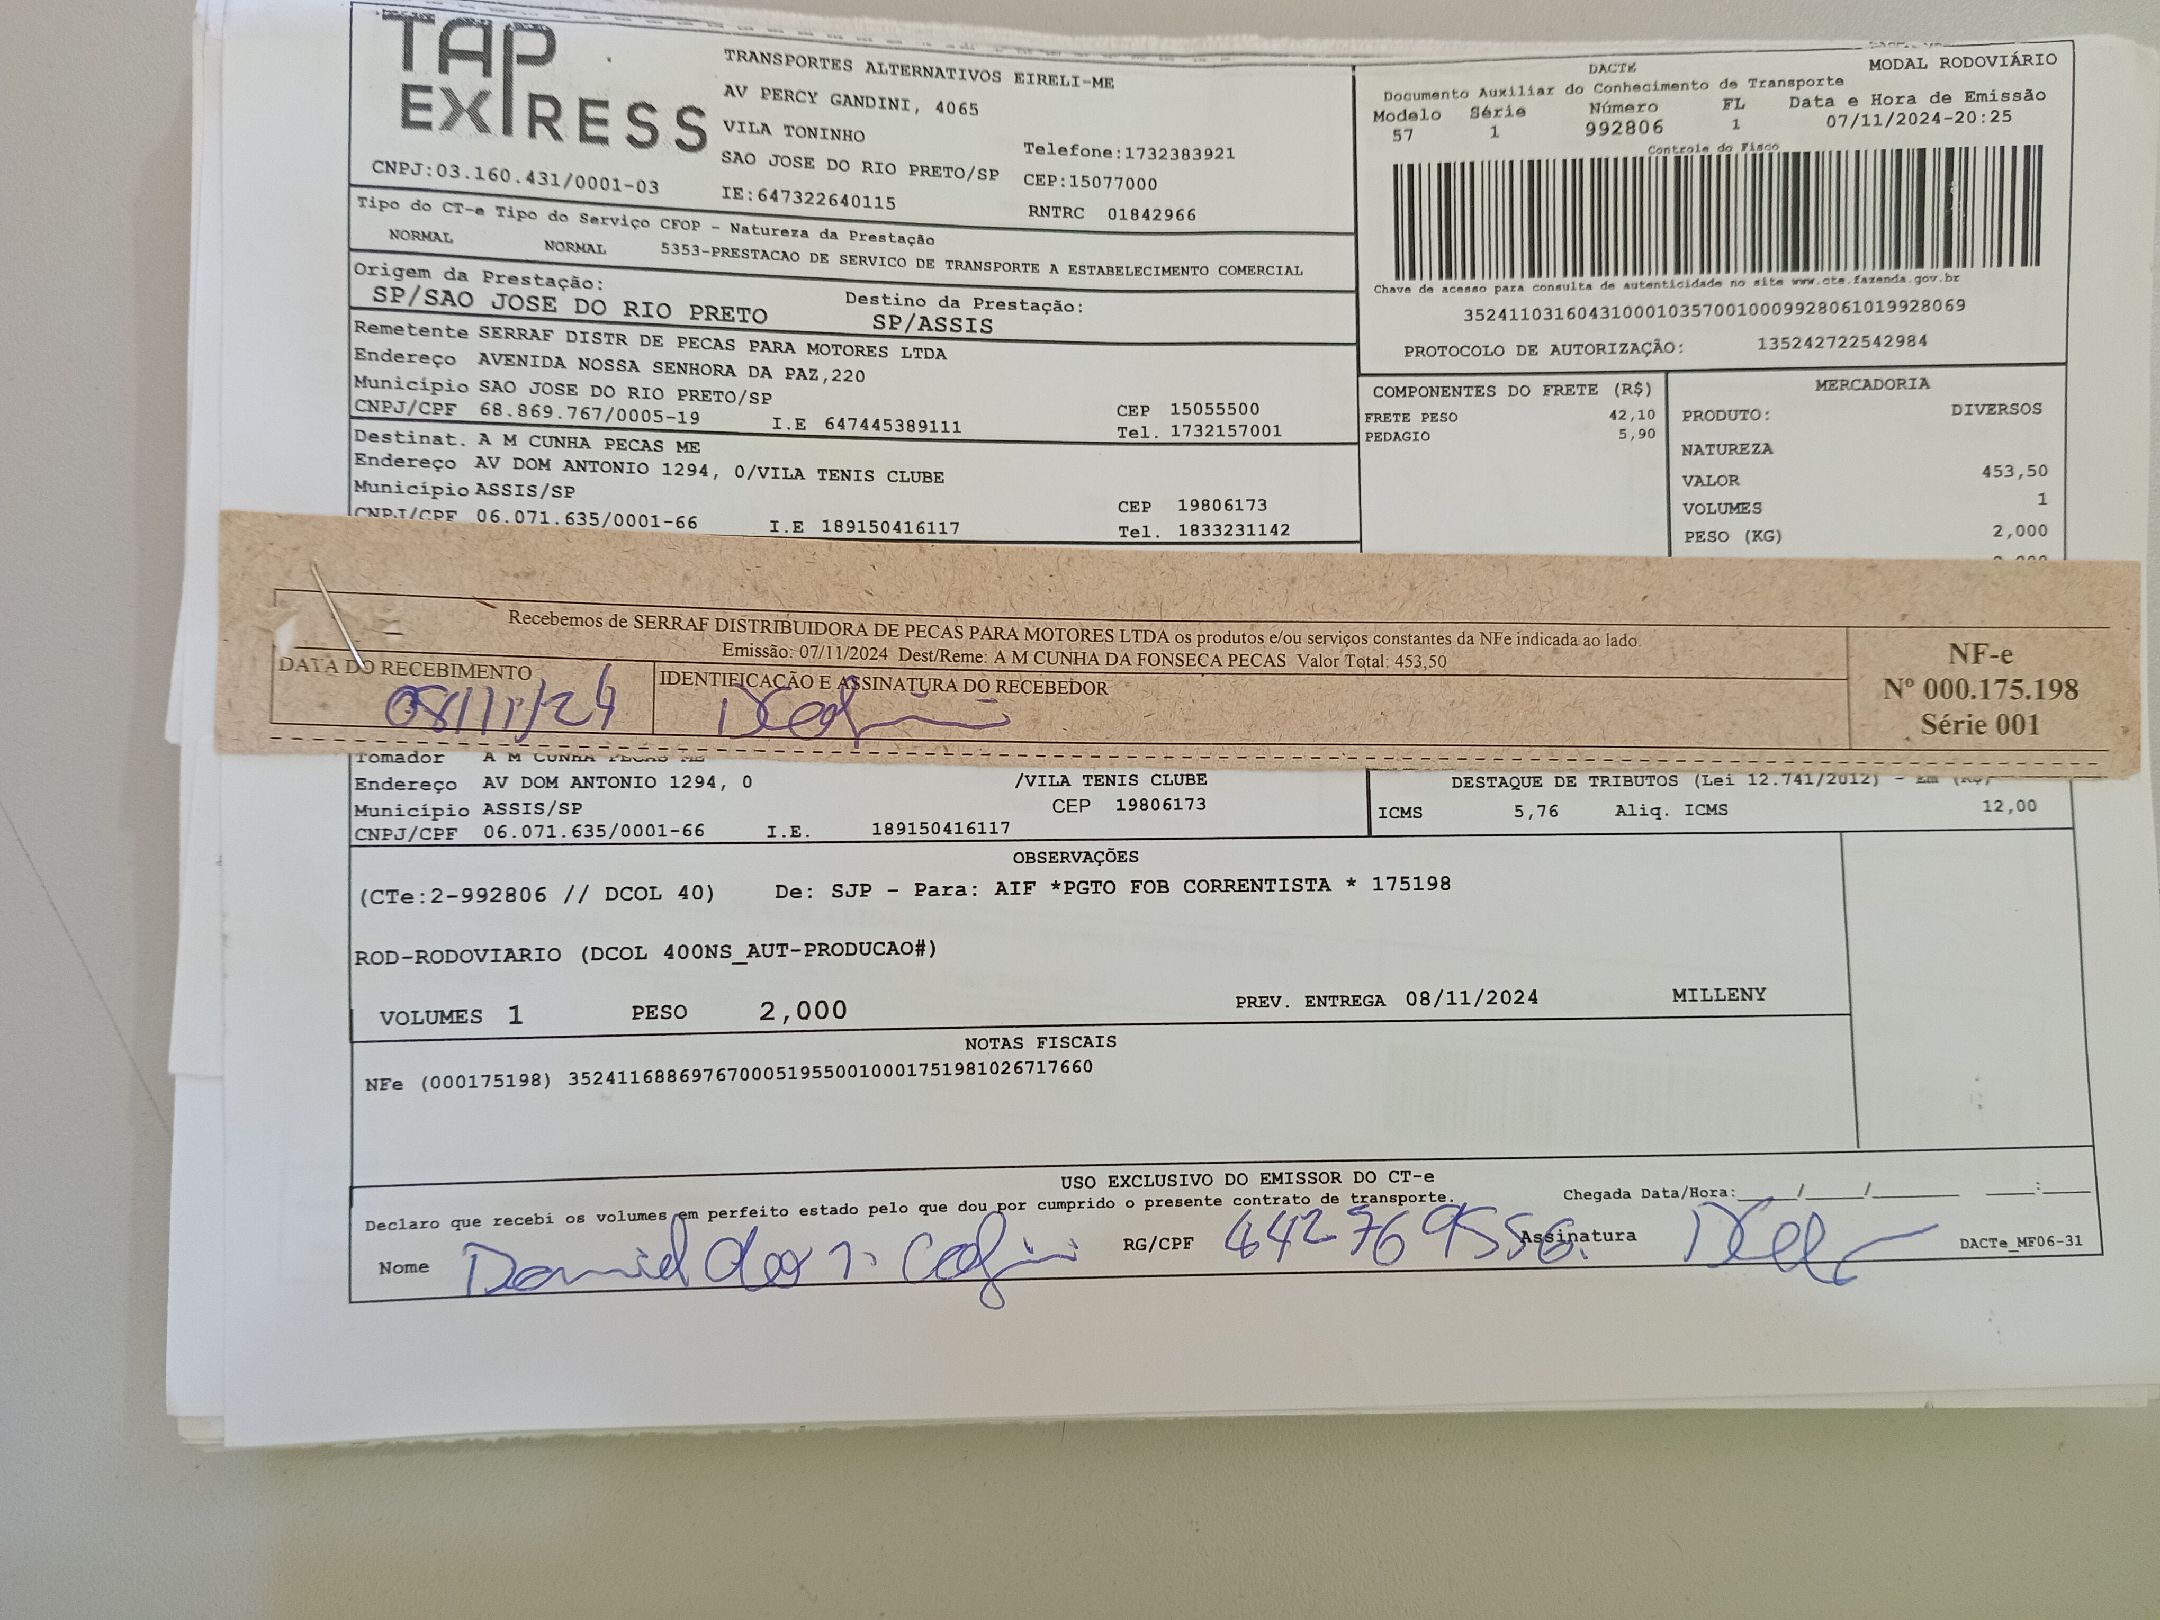 TAP
EXPRESS
CNPJ:03.160.431/0001-03
TRANSPORTES ALTERNATIVOS EIRELI-ME
AV PERCY GANDINI, 4065
VILA TONINHO
Telefone:1732383921
SAO JOSE DO RIO PRETO/SP CEP:15077000
IE:647322640115 RNTRC 01842966
DACTE MODAL RODOVIÁRIO
Documento Auxiliar do Conhecimento de Transporte
Modelo Série Número FL Data e Hora de Emissão
57 1 992806 1 07/11/2024-20:25
Controle do Fisco
Chave de acesso para consulta de autenticidade no site www.cte.fazenda.gov.br
35241103160431000103570010009928061019928069
PROTOCOLO DE AUTORIZAÇÃO: 135242722542984
Tipo do CT-e Tipo do Serviço CFOP - Natureza da Prestação
NORMAL NORMAL 5353-PRESTACAO DE SERVICO DE TRANSPORTE A ESTABELECIMENTO COMERCIAL
Origem da Prestação: Destino da Prestação:
SP/SAO JOSE DO RIO PRETO SP/ASSIS
Remetente SERRAF DISTR DE PECAS PARA MOTORES LTDA
Endereço AVENIDA NOSSA SENHORA DA PAZ,220
Município SAO JOSE DO RIO PRETO/SP CEP 15055500
CNPJ/CPF 68.869.767/0005-19 I.E 647445389111 Tel. 1732157001
Destinat. A M CUNHA PECAS ME
Endereço AV DOM ANTONIO 1294, 0/VILA TENIS CLUBE
Município ASSIS/SP CEP 19806173
CNPJ/CPF 06.071.635/0001-66 I.E 189150416117 Tel. 1833231142
COMPONENTES DO FRETE (R$)
FRETE PESO 42,10
PEDAGIO 5,90
MERCADORIA
PRODUTO: DIVERSOS
NATUREZA
VALOR 453,50
VOLUMES 1
PESO (KG) 2,000
Recebemos de SERRAF DISTRIBUIDORA DE PECAS PARA MOTORES LTDA os produtos e/ou serviços constantes da NFe indicada ao lado.
Emissão: 07/11/2024 Dest/Reme: A M CUNHA DA FONSECA PECAS Valor Total: 453,50
DATA DO RECEBIMENTO IDENTIFICAÇÃO E ASSINATURA DO RECEBEDOR
08/11/24
NF-e
Nº 000.175.198
Série 001
Tomador A M CUNHA PECAS ME
Endereço AV DOM ANTONIO 1294, 0 /VILA TENIS CLUBE
Município ASSIS/SP CEP 19806173
CNPJ/CPF 06.071.635/0001-66 I.E. 189150416117
DESTAQUE DE TRIBUTOS (Lei 12.741/2012) - Em (R$)
ICMS 5,76 Aliq. ICMS 12,00
OBSERVAÇÕES
(CTe:2-992806 // DCOL 40) De: SJP - Para: AIF *PGTO FOB CORRENTISTA * 175198
ROD-RODOVIARIO (DCOL 400NS_AUT-PRODUCAO#)
VOLUMES 1 PESO 2,000 PREV. ENTREGA 08/11/2024 MILLENY
NOTAS FISCAIS
NFe (000175198) 35241168869767000519550010001751981026717660
USO EXCLUSIVO DO EMISSOR DO CT-e
Declaro que recebi os volumes em perfeito estado pelo que dou por cumprido o presente contrato de transporte. Chegada Data/Hora:____/____/______ ___:___
Nome Daniel RG/CPF Assinatura DACTe_MF06-31